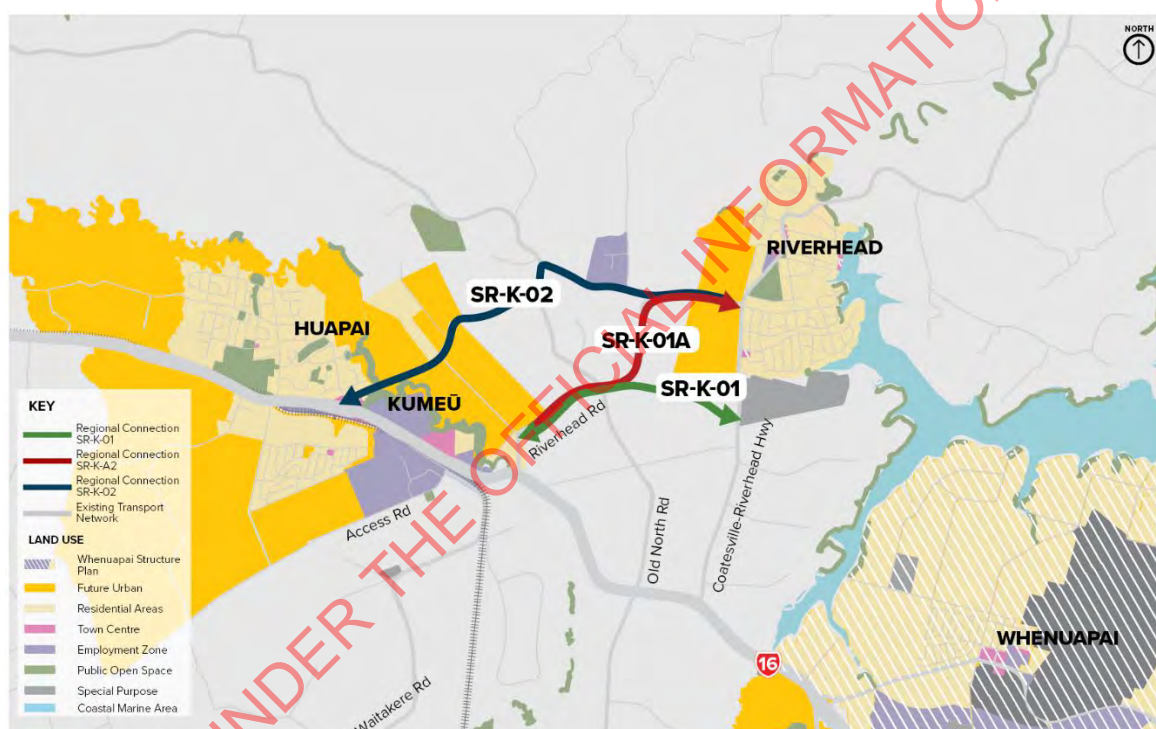 NORTH
UNDER THE OFFICIAL INFORMATION
RIVERHEAD
SR-K-02
HUAPAI
SR-K-01A
SR-K-01
KUMEŪ
Riverhead Rd
Coatesville-Riverhead Hwy
Old North Rd
Access Rd
WHENUAPAI
16
Waitakere Rd
KEY
Regional Connection
SR-K-01
Regional Connection
SR-K-A2
Regional Connection
SR-K-02
Existing Transport
Network
LAND USE
Whenuapai Structure
Plan
Future Urban
Residential Areas
Town Centre
Employment Zone
Public Open Space
Special Purpose
Coastal Marine Area